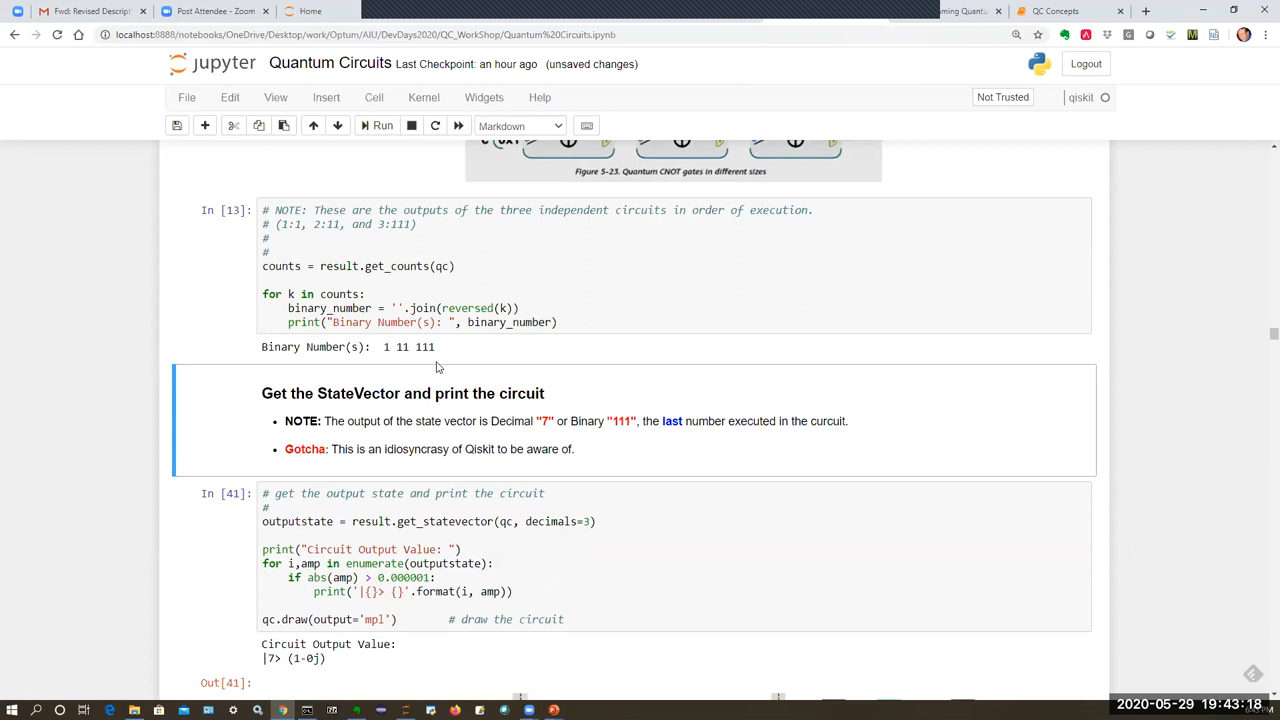 Fwd: Revised Descript
Post Attendee - Zoom
Home
ming Quantu
QC Concepts
localhost:8888/notebooks/OneDrive/Desktop/work/Optum/AIU/DevDays2020/QC_WorkShop/Quantum%20Circuits.ipynb
jupyter Quantum Circuits Last Checkpoint: an hour ago (unsaved changes)
Logout
File Edit View Insert Cell Kernel Widgets Help
Not Trusted
qiskit
Run
Markdown
Figure 5-23. Quantum CNOT gates in different sizes
In [13]:
# NOTE: These are the outputs of the three independent circuits in order of execution.
# (1:1, 2:11, and 3:111)
#
#
counts = result.get_counts(qc)
for k in counts:
binary_number = ''.join(reversed(k))
print("Binary Number(s): ", binary_number)
Binary Number(s): 1 11 111
Get the StateVector and print the circuit
• NOTE: The output of the state vector is Decimal "7" or Binary "111", the last number executed in the curcuit.
• Gotcha: This is an idiosyncrasy of Qiskit to be aware of.
In [41]:
# get the output state and print the circuit
#
outputstate = result.get_statevector(qc, decimals=3)
print("Circuit Output Value: ")
for i,amp in enumerate(outputstate):
if abs(amp) > 0.000001:
print('|{}> {}'.format(i, amp))
qc.draw(output='mpl') # draw the circuit
Circuit Output Value:
|7> (1-0j)
Out[41]:
2020-05-29 19:43:18